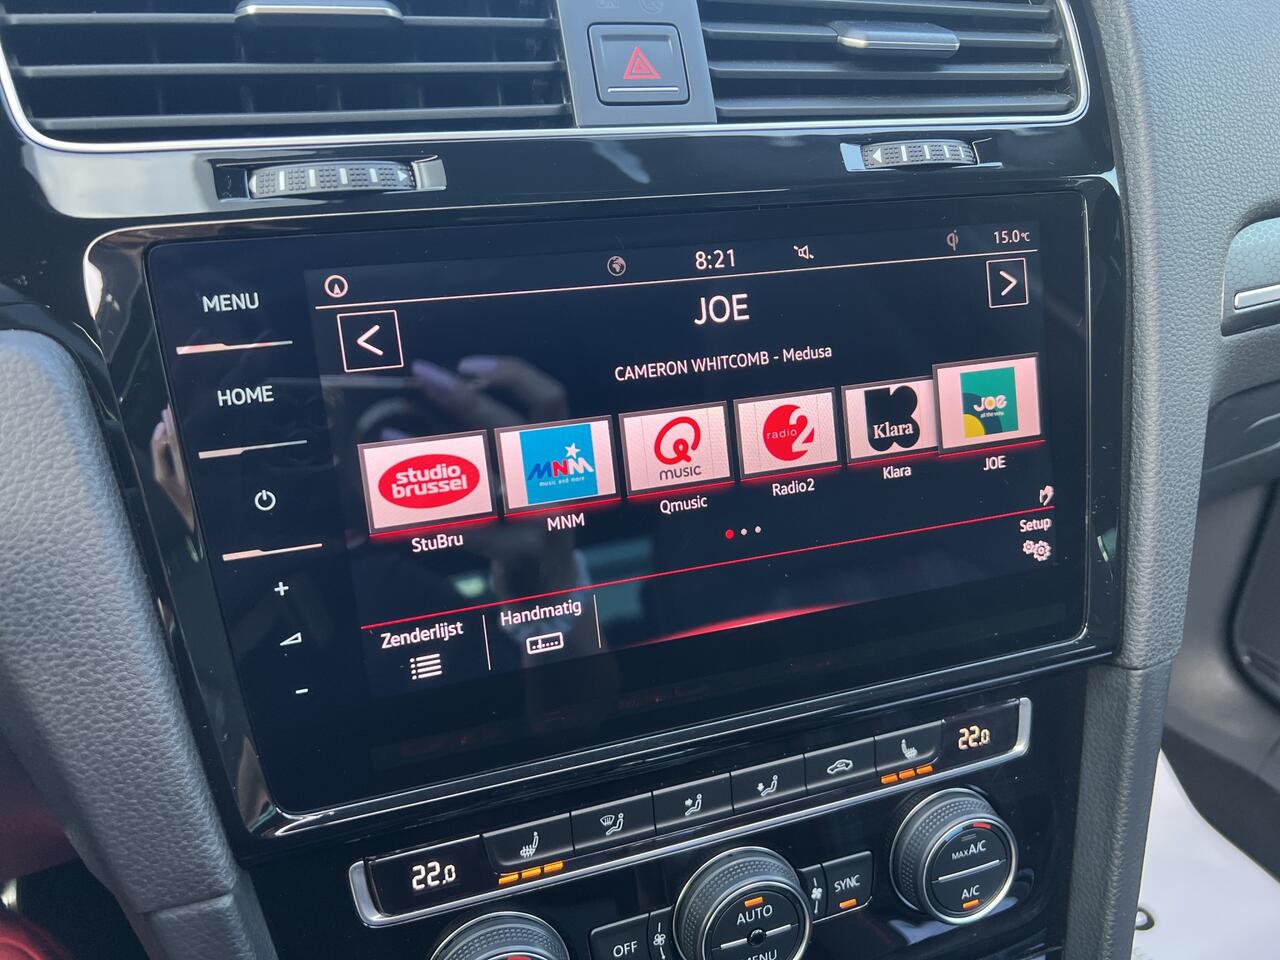 8:21
15.0°C
MENU
JOE
CAMERON WHITCOMB - Medusa
HOME
studio
brussel
MNM
music and more
Q
MUSIC
radio2
Klara
JOE
all the way
StuBru
MNM
Qmusic
Radio2
Klara
JOE
Setup
Zenderlijst
Handmatig
22.0
22.0
MAX A/C
A/C
SYNC
AUTO
OFF
MENU